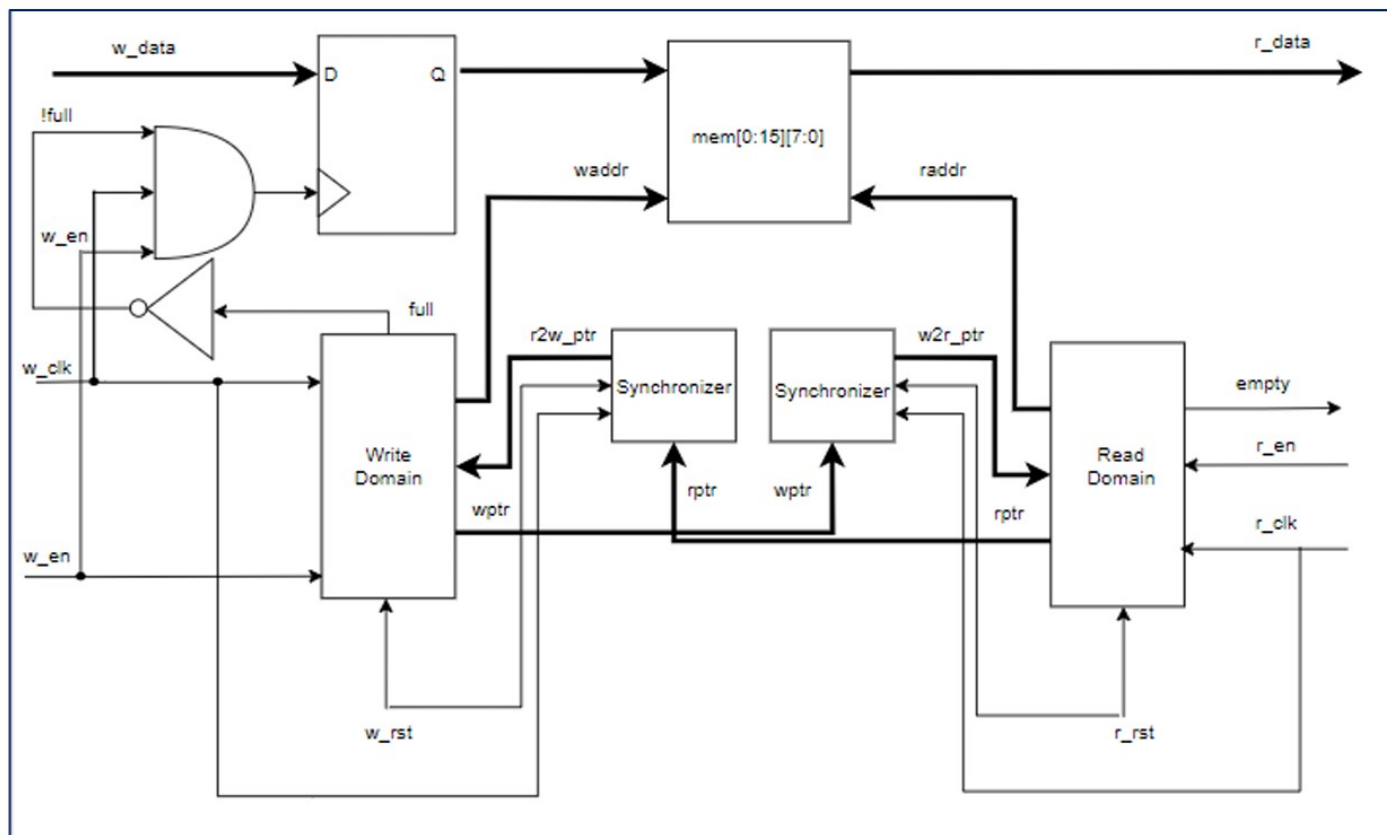 w_data
r_data
D
Q
!full
mem[0:15][7:0]
waddr
raddr
w_en
full
r2w_ptr
w2r_ptr
w_clk
Synchronizer
Synchronizer
empty
Write
Domain
Read
Domain
r_en
rptr
wptr
wptr
rptr
r_clk
w_en
w_rst
r_rst